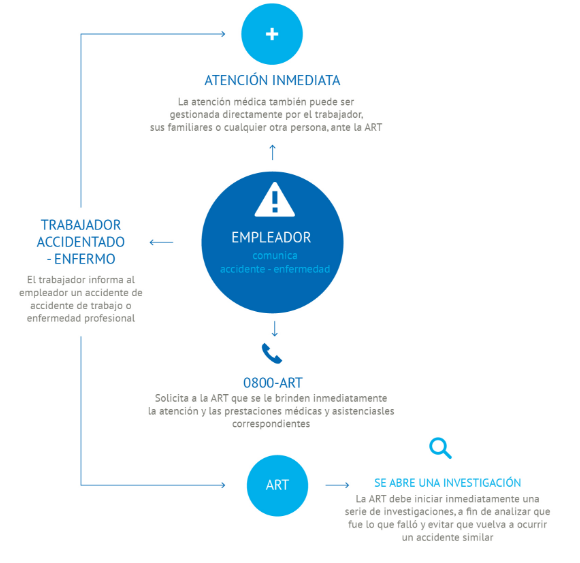 ATENCIÓN INMEDIATA
La atención médica también puede ser
gestionada directamente por el trabajador,
sus familiares o cualquier otra persona, ante la ART
TRABAJADOR
ACCIDENTADO
- ENFERMO
El trabajador informa al
empleador un accidente de
accidente de trabajo o
enfermedad profesional
EMPLEADOR
comunica
accidente - enfermedad
0800-ART
Solicita a la ART que se le brinden inmediatamente
la atención y las prestaciones médicas y asistenciasles
correspondientes
ART
SE ABRE UNA INVESTIGACIÓN
La ART debe iniciar inmediatamente una
serie de investigaciones, a fin de analizar que
fue lo que falló y evitar que vuelva a ocurrir
un accidente similar